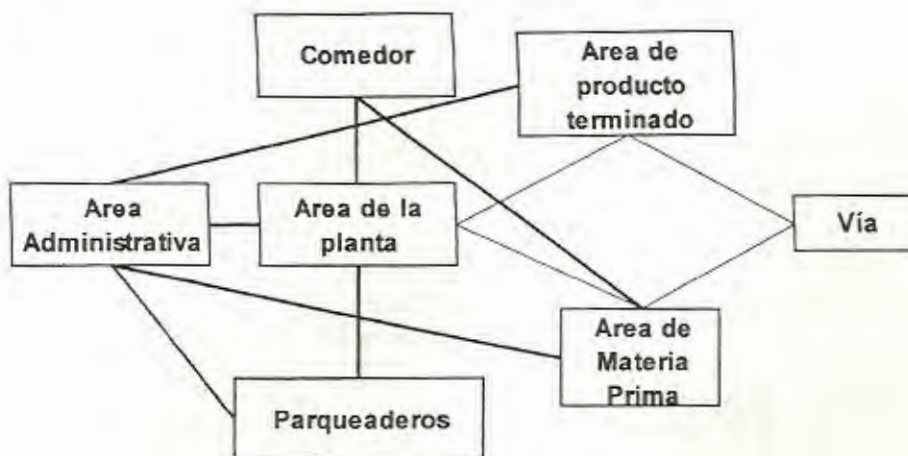 Comedor
Area de
producto
terminado
Area
Administrativa
Area de la
planta
Vía
Area de
Materia
Prima
Parqueaderos